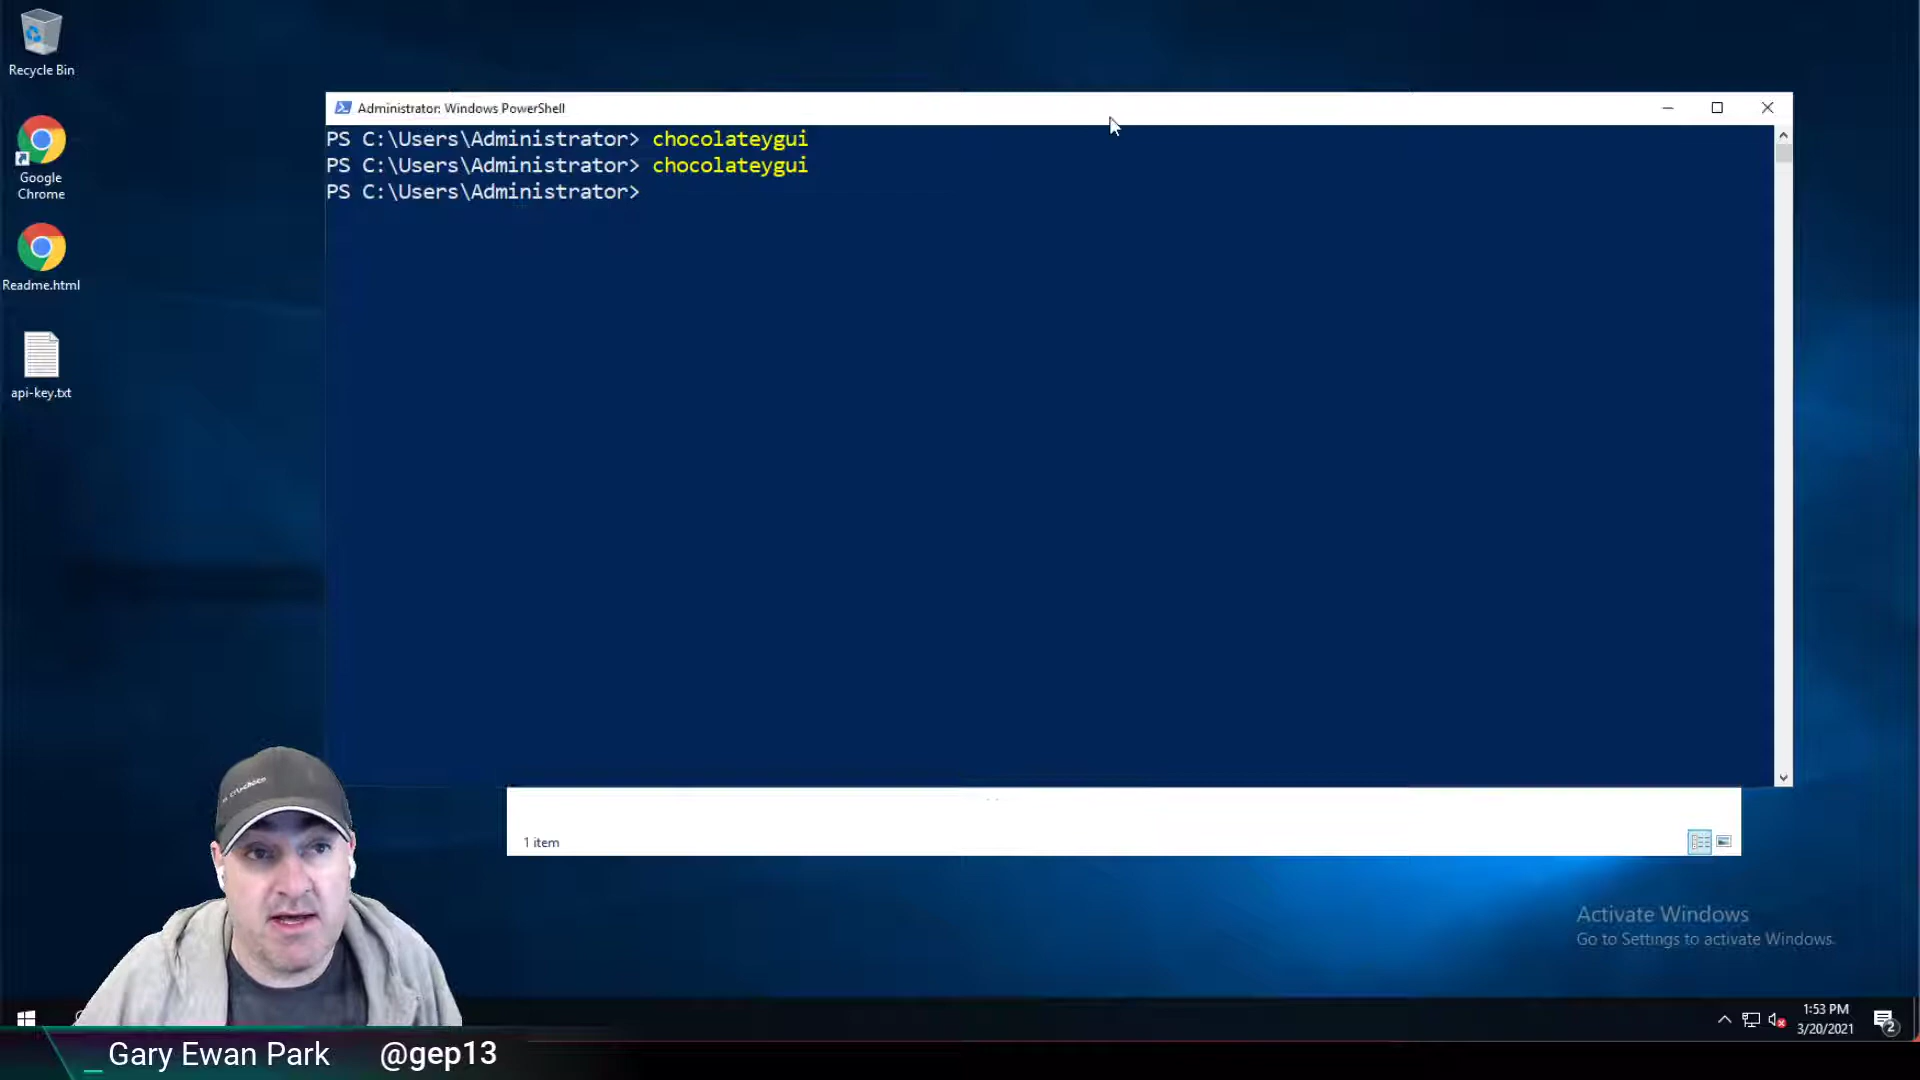 Recycle Bin
Google
Chrome
Readme.html
api-key.txt
Administrator: Windows PowerShell
PS C:\Users\Administrator> chocolateygui
PS C:\Users\Administrator> chocolateygui
PS C:\Users\Administrator>
1 item
Activate Windows
Go to Settings to activate Windows.
1:53 PM
3/20/2021
2
_ Gary Ewan Park @gep13